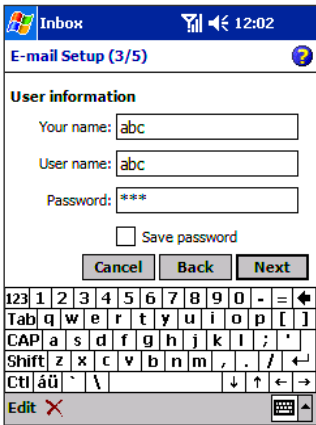 Inbox 12:02
E-mail Setup (3/5)
User information
Your name: abc
User name: abc
Password: ***
Save password
Cancel Back Next
123 1 2 3 4 5 6 7 8 9 0 - =
Tab q w e r t y u i o p [ ]
CAP a s d f g h j k l ; '
Shift z x c v b n m , . /
Ctl áü ` \
Edit